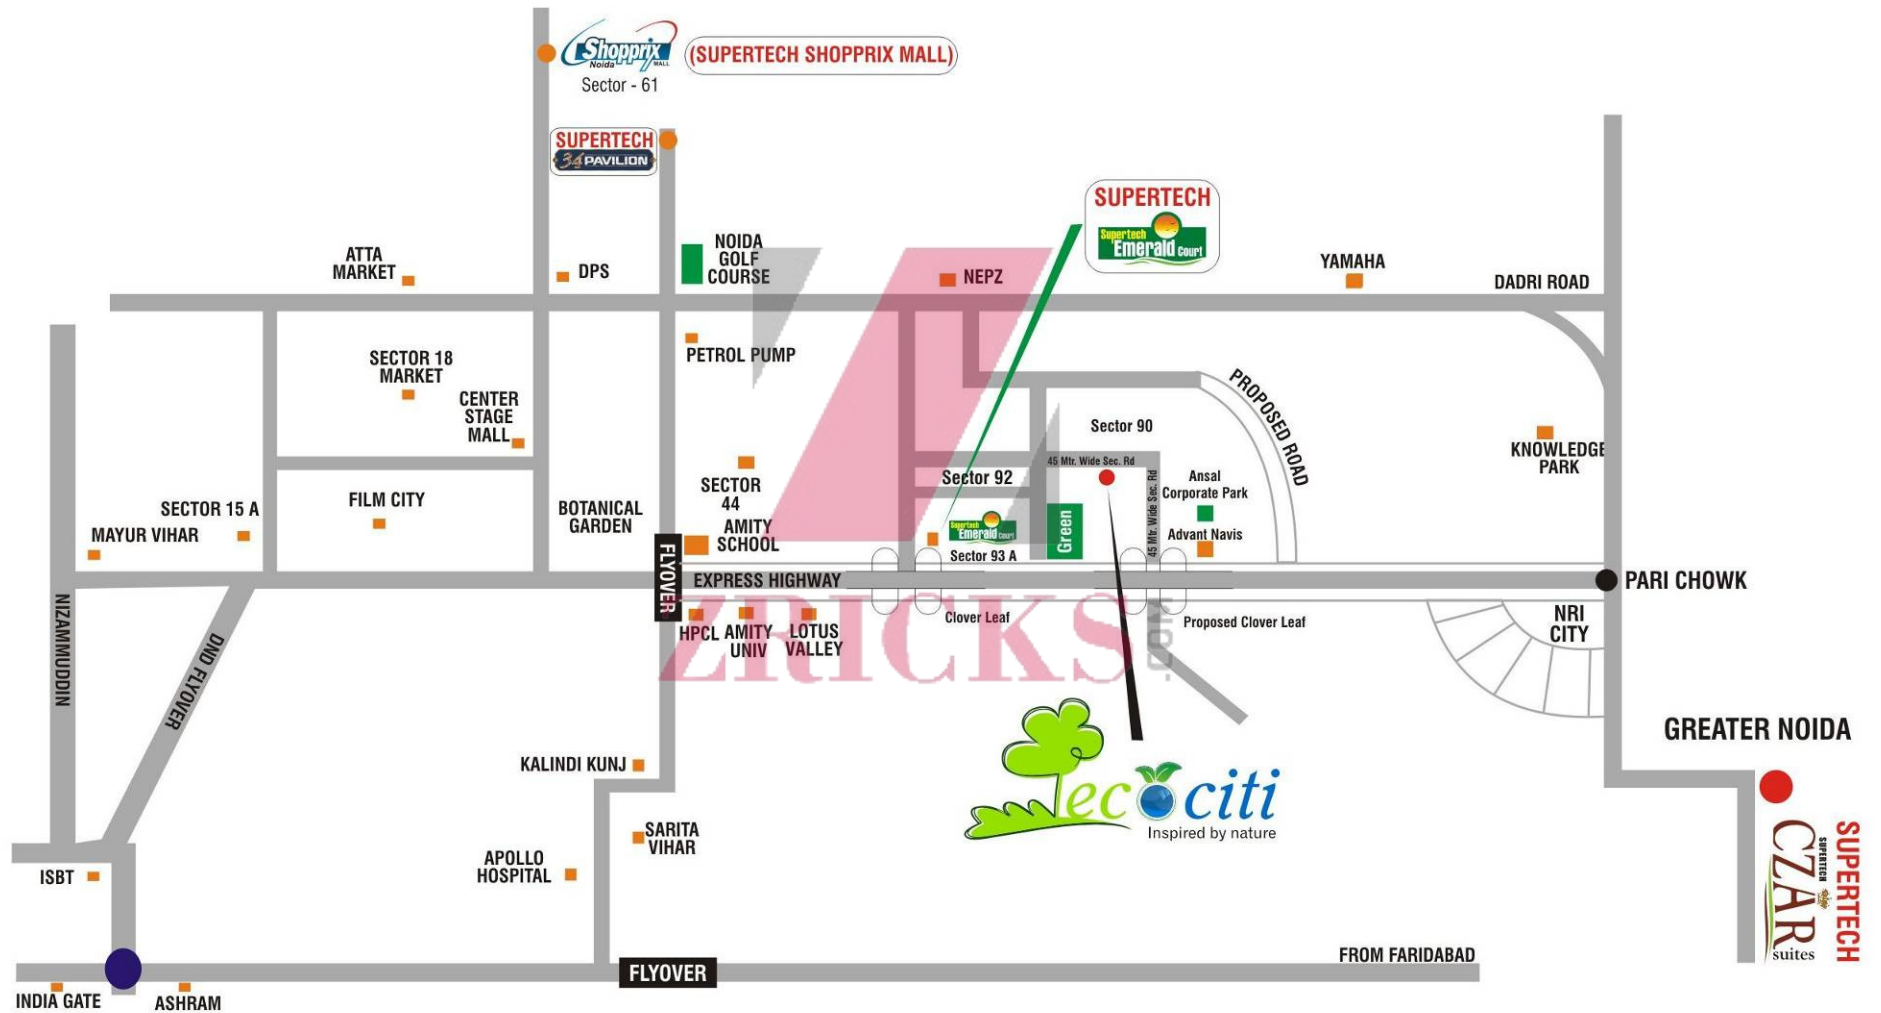 Shopprix
Noida MALL
Sector - 61
(SUPERTECH SHOPPRIX MALL)
SUPERTECH
34 PAVILION
SUPERTECH
Supertech
Emerald Court
NOIDA
GOLF
COURSE
ATTA
MARKET
DPS
NEPZ
YAMAHA
DADRI ROAD
PETROL PUMP
SECTOR 18
MARKET
CENTER
STAGE
MALL
PROPOSED ROAD
Sector 90
45 Mtr. Wide Sec. Rd
45 Mtr. Wide Sec. Rd
KNOWLEDGE
PARK
Sector 92
Ansal
Corporate Park
SECTOR
44
FILM CITY
SECTOR 15 A
MAYUR VIHAR
BOTANICAL
GARDEN
AMITY
SCHOOL
Supertech
Emerald Court
Green
Advant Navis
Sector 93 A
FLYOVER
EXPRESS HIGHWAY
PARI CHOWK
HPCL
AMITY
UNIV
LOTUS
VALLEY
Clover Leaf
Proposed Clover Leaf
NRI
CITY
ZRICKS
.COM
NIZAMMUDDIN
DND FLYOVER
GREATER NOIDA
KALINDI KUNJ
ecociti
Inspired by nature
SARITA
VIHAR
APOLLO
HOSPITAL
ISBT
SUPERTECH
SUPERTECH
CZAR
suites
FROM FARIDABAD
FLYOVER
INDIA GATE
ASHRAM